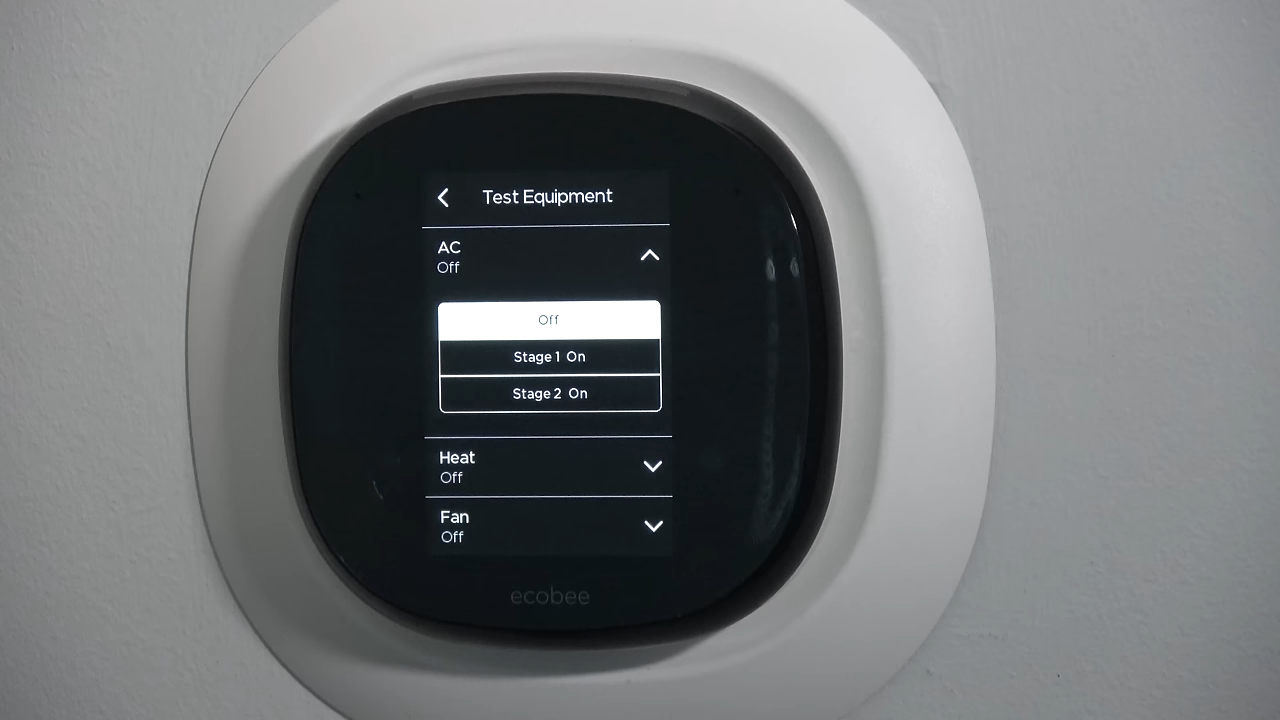 Test Equipment
AC
Off
Off
Stage 1 On
Stage 2 On
Heat
Off
Fan
Off
ecobee